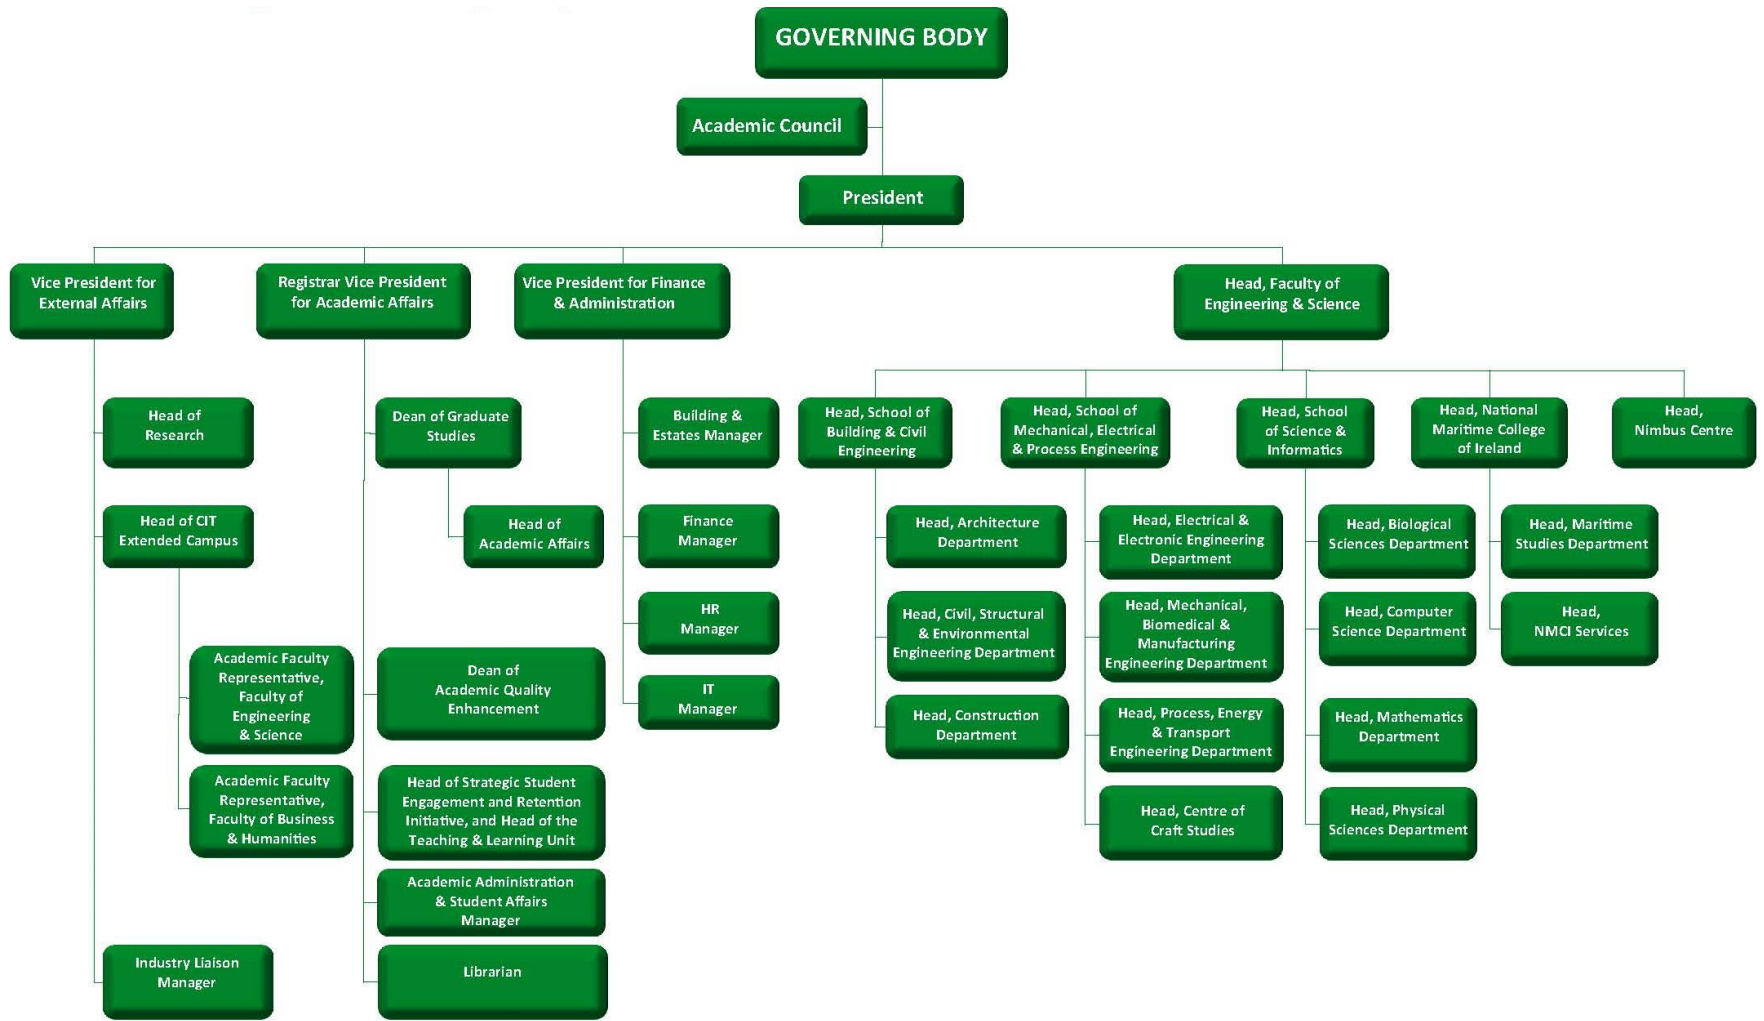 GOVERNING BODY
Academic Council
President
Vice President for
External Affairs
Registrar Vice President
for Academic Affairs
Vice President for Finance
& Administration
Head, Faculty of
Engineering & Science
Head of
Research
Head of CIT
Extended Campus
Academic Faculty
Representative,
Faculty of
Engineering
& Science
Academic Faculty
Representative,
Faculty of Business
& Humanities
Industry Liaison
Manager
Dean of Graduate
Studies
Head of
Academic Affairs
Dean of
Academic Quality
Enhancement
Head of Strategic Student
Engagement and Retention
Initiative, and Head of the
Teaching & Learning Unit
Academic Administration
& Student Affairs
Manager
Librarian
Building &
Estates Manager
Finance
Manager
HR
Manager
IT
Manager
Head, School of
Building & Civil
Engineering
Head, Architecture
Department
Head, Civil, Structural
& Environmental
Engineering Department
Head, Construction
Department
Head, School of
Mechanical, Electrical
& Process Engineering
Head, Electrical &
Electronic Engineering
Department
Head, Mechanical,
Biomedical &
Manufacturing
Engineering Department
Head, Process, Energy
& Transport
Engineering Department
Head, Centre of
Craft Studies
Head, School
of Science &
Informatics
Head, Biological
Sciences Department
Head, Computer
Science Department
Head, Mathematics
Department
Head, Physical
Sciences Department
Head, National
Maritime College
of Ireland
Head, Maritime
Studies Department
Head,
NMCI Services
Head,
Nimbus Centre